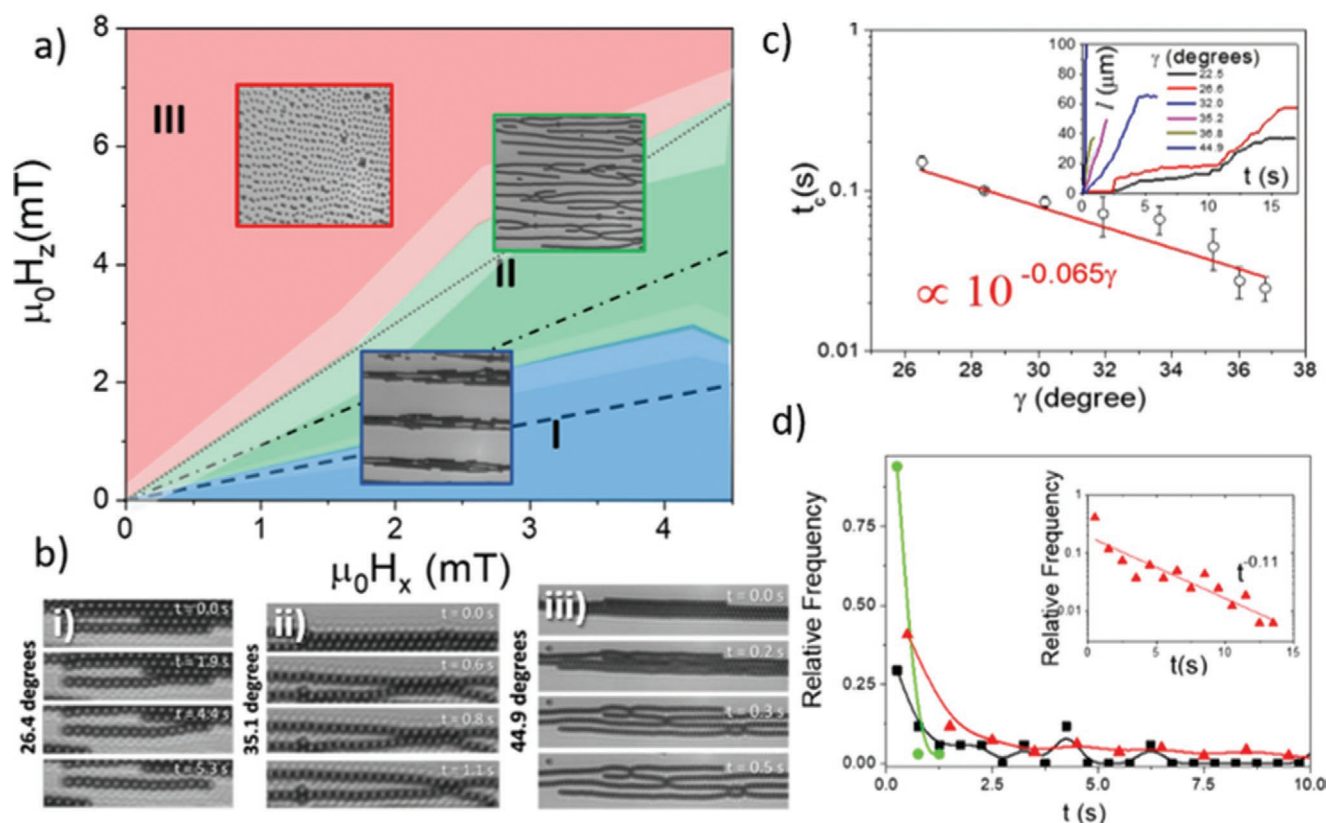 a)
III
II
I
μ₀H_z(mT)
8
6
4
2
0
0
1
2
3
4
μ₀H_x (mT)
b)
i)
26.4 degrees
t = 0.0 s
t = 1.9 s
t = 4.4 s
t = 5.3 s
ii)
35.1 degrees
t = 0.0 s
t = 0.6 s
t = 0.8 s
t = 1.1 s
iii)
44.9 degrees
t = 0.0 s
t = 0.2 s
t = 0.3 s
t = 0.5 s
c)
t_c(s)
1
0.1
0.01
26
28
30
32
34
36
38
γ (degree)
∝ 10^-0.065γ
l (μm)
100
80
60
40
20
0
0
5
10
15
t (s)
γ (degrees)
22.5
26.6
32.0
35.2
36.8
44.9
d)
Relative Frequency
0.75
0.50
0.25
0.00
0.0
2.5
5.0
7.5
10.0
t (s)
Relative Frequency
1
0.1
0.01
0
5
10
15
t(s)
t^-0.11